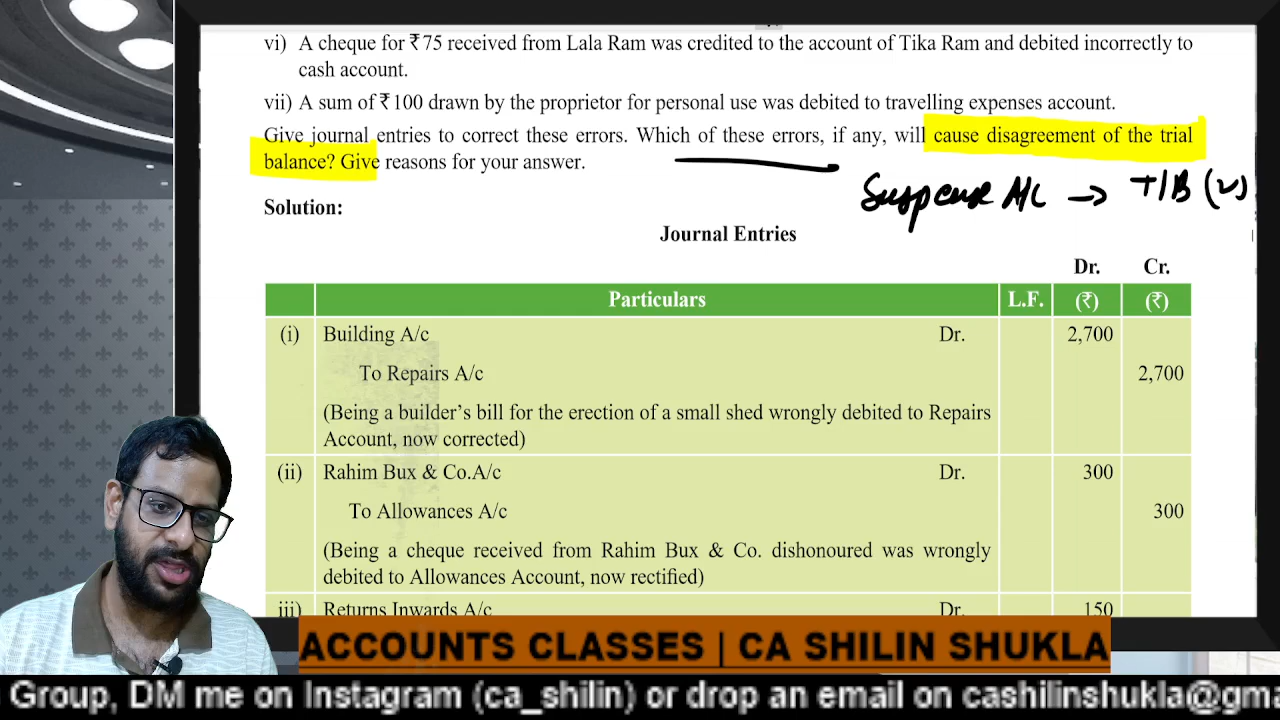 vi) A cheque for ₹75 received from Lala Ram was credited to the account of Tika Ram and debited incorrectly to
cash account.
vii) A sum of ₹100 drawn by the proprietor for personal use was debited to travelling expenses account.
Give journal entries to correct these errors. Which of these errors, if any, will cause disagreement of the trial
balance? Give reasons for your answer.
Suspense A/c → T/B (✓)
Solution:
Journal Entries
Dr. Cr.
Particulars L.F. (₹) (₹)
(i) Building A/c Dr. 2,700
To Repairs A/c 2,700
(Being a builder's bill for the erection of a small shed wrongly debited to Repairs
Account, now corrected)
(ii) Rahim Bux & Co.A/c Dr. 300
To Allowances A/c 300
(Being a cheque received from Rahim Bux & Co. dishonoured was wrongly
debited to Allowances Account, now rectified)
iii) Returns Inwards A/c Dr. 150
ACCOUNTS CLASSES | CA SHILIN SHUKLA
Group, DM me on Instagram (ca_shilin) or drop an email on cashilinshukla@gma